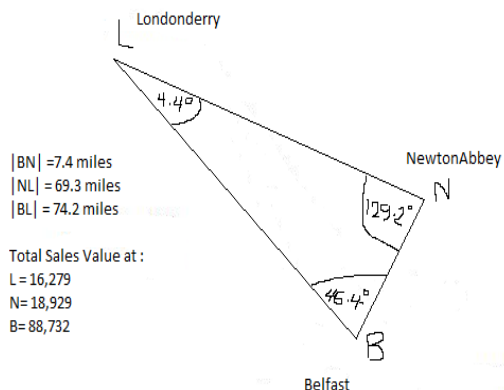 Londonderry
L
4.4°
|BN| =7.4 miles
|NL| =69.3 miles
|BL| =74.2 miles
NewtonAbbey
N
129.2°
Total Sales Value at :
L = 16,279
N= 18,929
B= 88,732
46.4°
B
Belfast